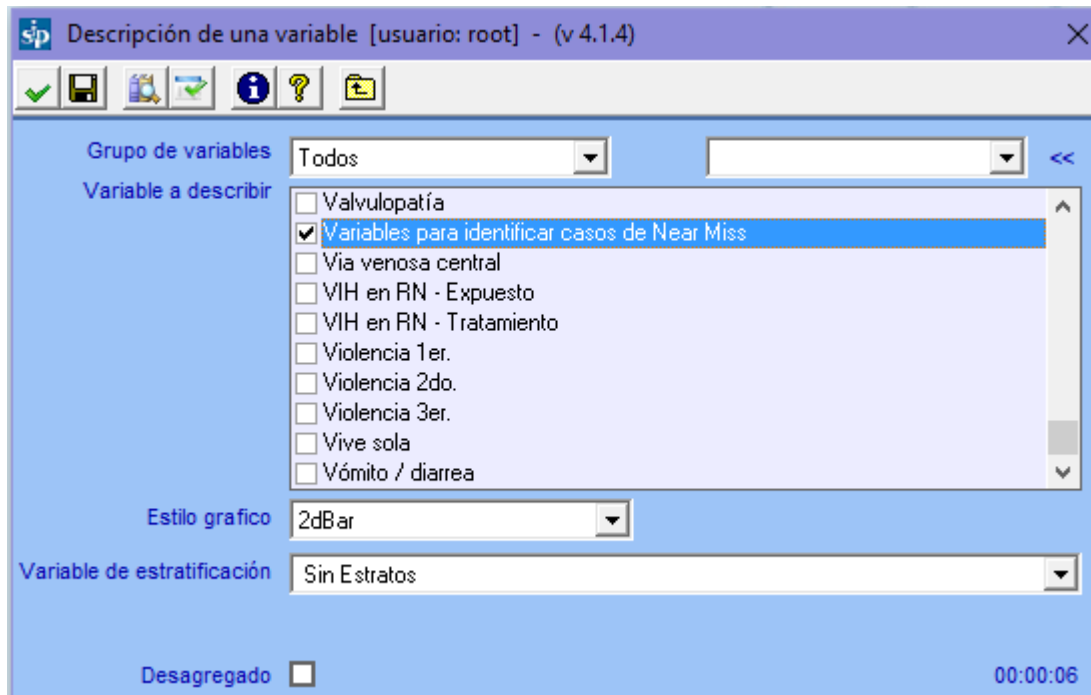 sip Descripción de una variable [usuario: root] - (v 4.1.4)
Grupo de variables Todos <<
Variable a describir
Valvulopatía
Variables para identificar casos de Near Miss
Via venosa central
VIH en RN - Expuesto
VIH en RN - Tratamiento
Violencia 1er.
Violencia 2do.
Violencia 3er.
Vive sola
Vómito / diarrea
Estilo grafico 2dBar
Variable de estratificación Sin Estratos
Desagregado 00:00:06